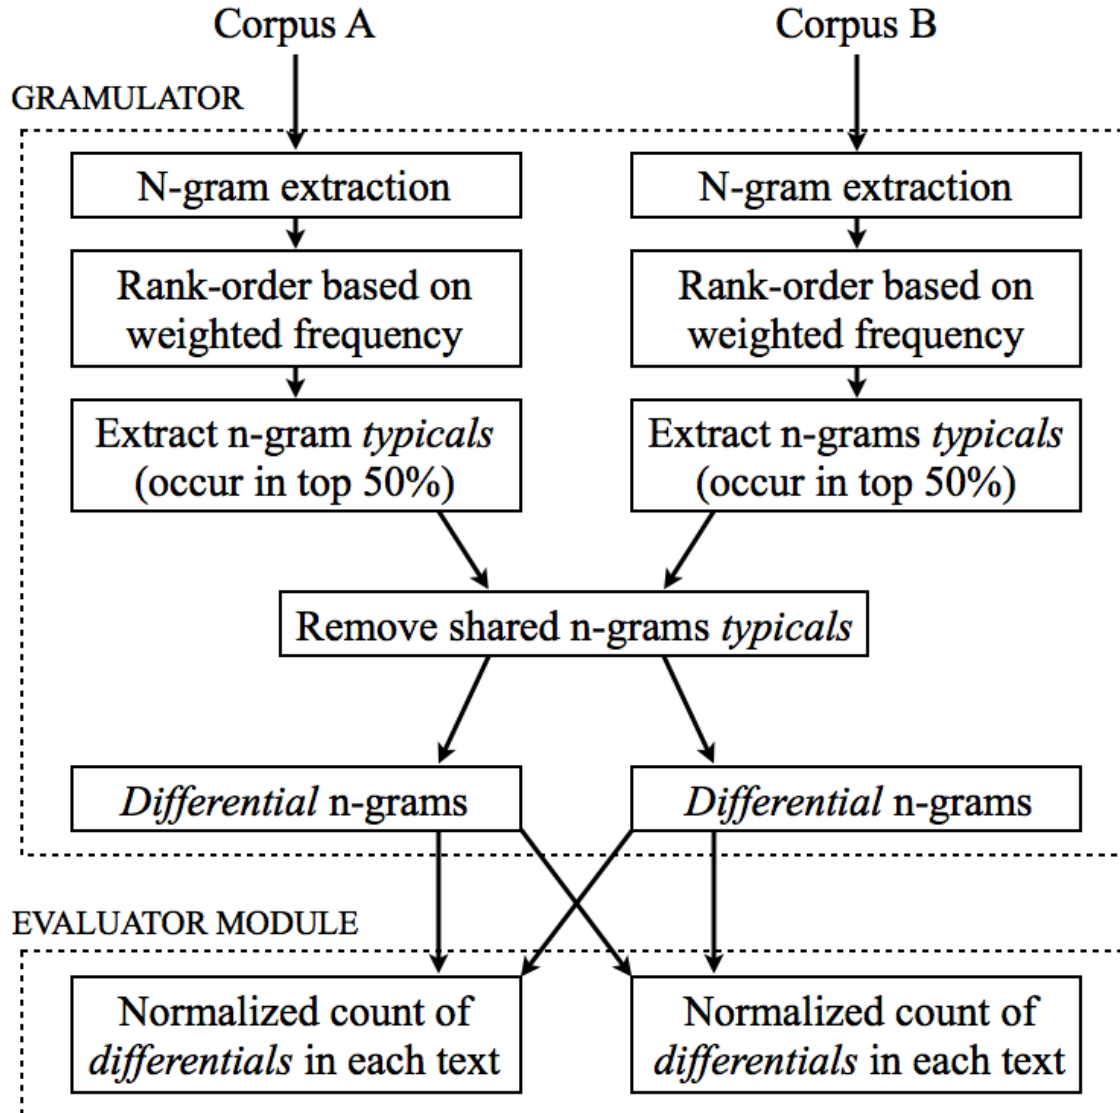 Corpus A
Corpus B
GRAMULATOR
N-gram extraction
N-gram extraction
Rank-order based on
weighted frequency
Rank-order based on
weighted frequency
Extract n-gram typicals
(occur in top 50%)
Extract n-grams typicals
(occur in top 50%)
Remove shared n-grams typicals
Differential n-grams
Differential n-grams
EVALUATOR MODULE
Normalized count of
differentials in each text
Normalized count of
differentials in each text